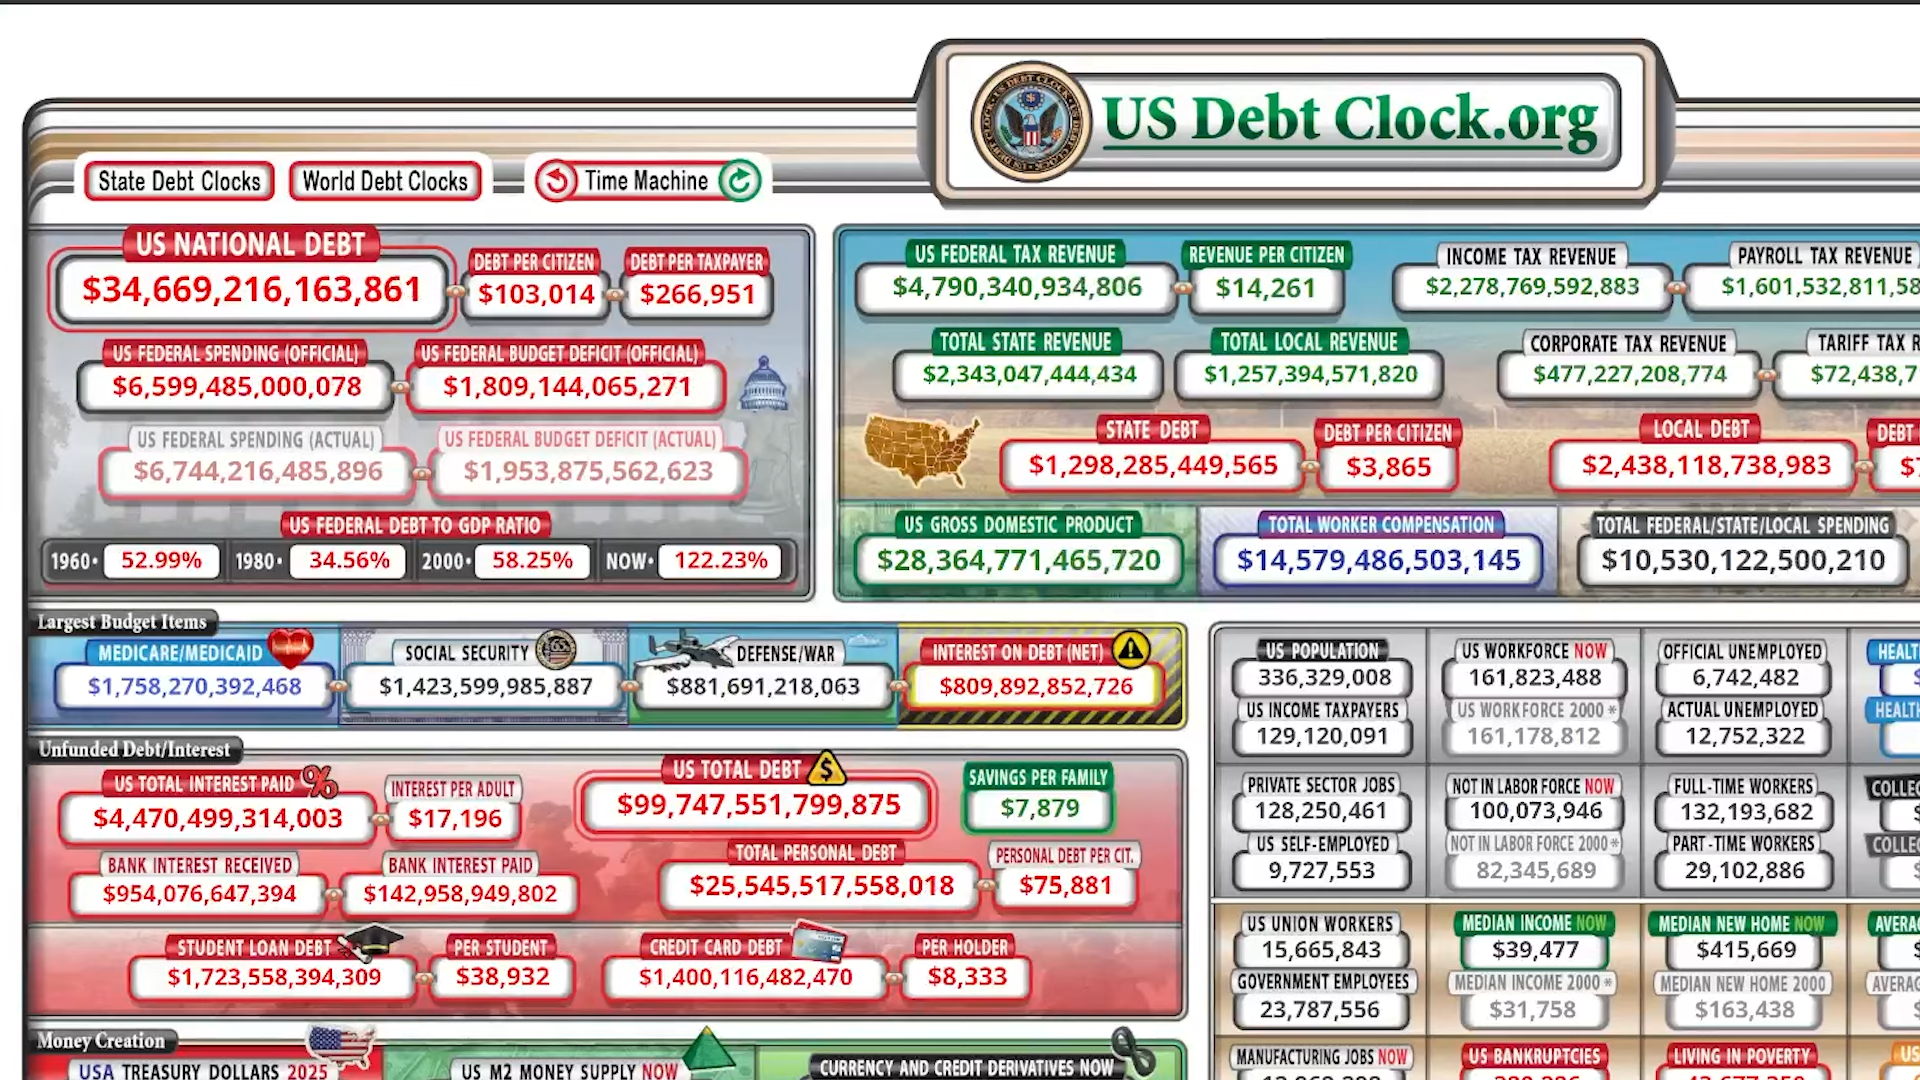 US Debt Clock.org
State Debt Clocks
World Debt Clocks
Time Machine
US NATIONAL DEBT
$34,669,216,163,861
DEBT PER CITIZEN
$103,014
DEBT PER TAXPAYER
$266,951
US FEDERAL SPENDING (OFFICIAL)
$6,599,485,000,078
US FEDERAL BUDGET DEFICIT (OFFICIAL)
$1,809,144,065,271
US FEDERAL SPENDING (ACTUAL)
$6,744,216,485,896
US FEDERAL BUDGET DEFICIT (ACTUAL)
$1,953,875,562,623
US FEDERAL DEBT TO GDP RATIO
1960• 52.99% 1980• 34.56% 2000• 58.25% NOW• 122.23%
US FEDERAL TAX REVENUE
$4,790,340,934,806
REVENUE PER CITIZEN
$14,261
INCOME TAX REVENUE
$2,278,769,592,883
PAYROLL TAX REVENUE
$1,601,532,811,58
TOTAL STATE REVENUE
$2,343,047,444,434
TOTAL LOCAL REVENUE
$1,257,394,571,820
CORPORATE TAX REVENUE
$477,227,208,774
TARIFF TAX R
$72,438,7
STATE DEBT
$1,298,285,449,565
DEBT PER CITIZEN
$3,865
LOCAL DEBT
$2,438,118,738,983
DEBT
US GROSS DOMESTIC PRODUCT
$28,364,771,465,720
TOTAL WORKER COMPENSATION
$14,579,486,503,145
TOTAL FEDERAL/STATE/LOCAL SPENDING
$10,530,122,500,210
Largest Budget Items
MEDICARE/MEDICAID
$1,758,270,392,468
SOCIAL SECURITY
$1,423,599,985,887
DEFENSE/WAR
$881,691,218,063
INTEREST ON DEBT (NET)
$809,892,852,726
Unfunded Debt/Interest
US TOTAL INTEREST PAID %
$4,470,499,314,003
INTEREST PER ADULT
$17,196
US TOTAL DEBT $
$99,747,551,799,875
SAVINGS PER FAMILY
$7,879
BANK INTEREST RECEIVED
$954,076,647,394
BANK INTEREST PAID
$142,958,949,802
TOTAL PERSONAL DEBT
$25,545,517,558,018
PERSONAL DEBT PER CIT.
$75,881
STUDENT LOAN DEBT
$1,723,558,394,309
PER STUDENT
$38,932
CREDIT CARD DEBT
$1,400,116,482,470
PER HOLDER
$8,333
US POPULATION
336,329,008
US WORKFORCE NOW
161,823,488
OFFICIAL UNEMPLOYED
6,742,482
HEALT
US INCOME TAXPAYERS
129,120,091
US WORKFORCE 2000 *
161,178,812
ACTUAL UNEMPLOYED
12,752,322
HEALT
PRIVATE SECTOR JOBS
128,250,461
NOT IN LABOR FORCE NOW
100,073,946
FULL-TIME WORKERS
132,193,682
COLLE
US SELF-EMPLOYED
9,727,553
NOT IN LABOR FORCE 2000 *
82,345,689
PART-TIME WORKERS
29,102,886
COLLE
US UNION WORKERS
15,665,843
MEDIAN INCOME NOW
$39,477
MEDIAN NEW HOME NOW
$415,669
AVERA
GOVERNMENT EMPLOYEES
23,787,556
MEDIAN INCOME 2000 *
$31,758
MEDIAN NEW HOME 2000
$163,438
AVERA
MANUFACTURING JOBS NOW
US BANKRUPTCIES
LIVING IN POVERTY
US
Money Creation
USA TREASURY DOLLARS 2025
US M2 MONEY SUPPLY NOW
CURRENCY AND CREDIT DERIVATIVES NOW